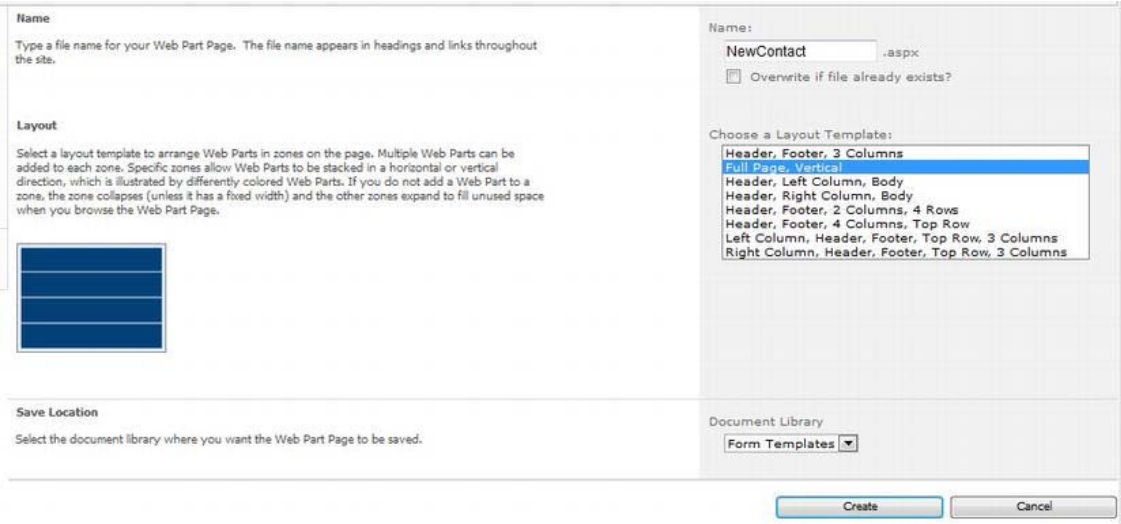 Name
Type a file name for your Web Part Page. The file name appears in headings and links throughout
the site.
Name:
NewContact .aspx
Overwrite if file already exists?
Layout
Select a layout template to arrange Web Parts in zones on the page. Multiple Web Parts can be
added to each zone. Specific zones allow Web Parts to be stacked in a horizontal or vertical
direction, which is illustrated by differently colored Web Parts. If you do not add a Web Part to a
zone, the zone collapses (unless it has a fixed width) and the other zones expand to fill unused space
when you browse the Web Part Page.
Choose a Layout Template:
Header, Footer, 3 Columns
Full Page, Vertical
Header, Left Column, Body
Header, Right Column, Body
Header, Footer, 2 Columns, 4 Rows
Header, Footer, 4 Columns, Top Row
Left Column, Header, Footer, Top Row, 3 Columns
Right Column, Header, Footer, Top Row, 3 Columns
Save Location
Select the document library where you want the Web Part Page to be saved.
Document Library
Form Templates
Create
Cancel